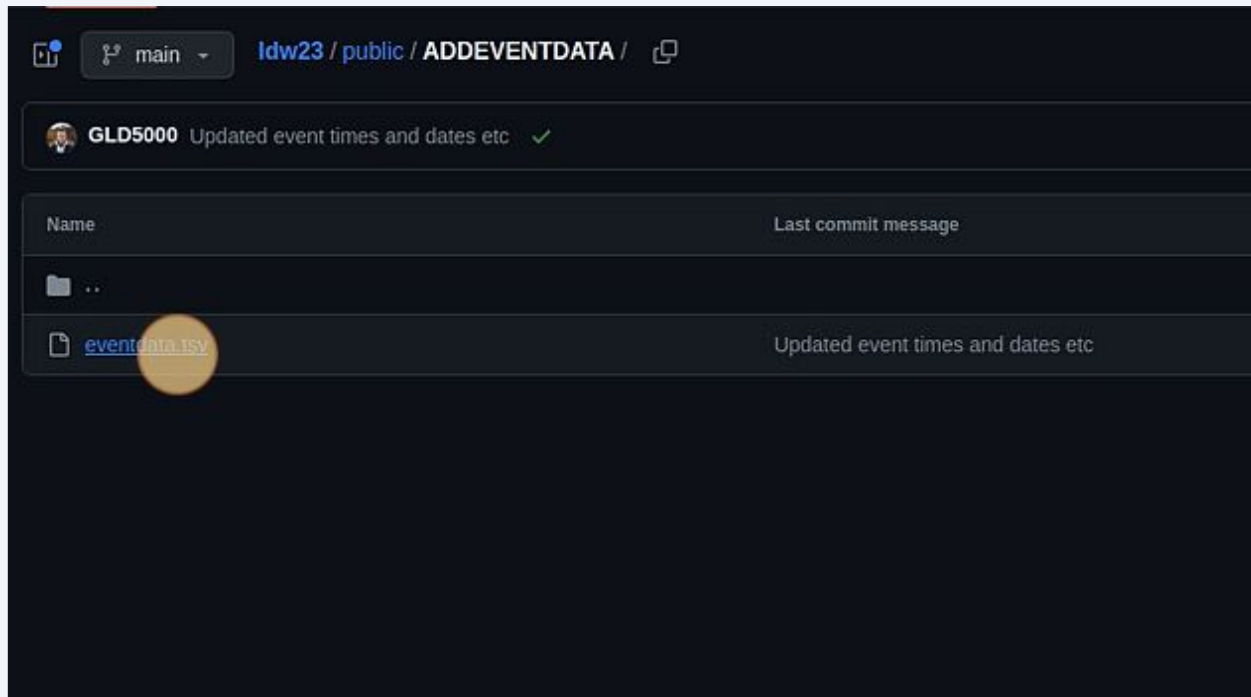 main ldw23 / public / ADDEVENTDATA /
GLD5000 Updated event times and dates etc
Name Last commit message
..
eventdata.tsv Updated event times and dates etc